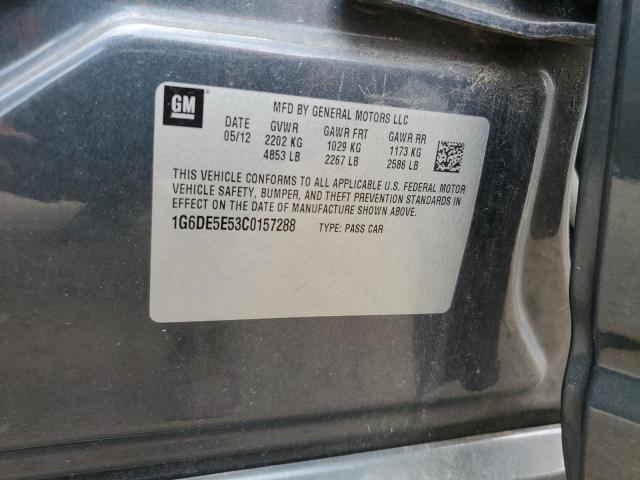 GM
MFD BY GENERAL MOTORS LLC
DATE GVWR GAWR FRT GAWR RR
05/12 2202 KG 1029 KG 1173 KG
4853 LB 2267 LB 2586 LB
THIS VEHICLE CONFORMS TO ALL APPLICABLE U.S. FEDERAL MOTOR
VEHICLE SAFETY, BUMPER, AND THEFT PREVENTION STANDARDS IN
EFFECT ON THE DATE OF MANUFACTURE SHOWN ABOVE.
1G6DE5E53C0157288 TYPE: PASS CAR